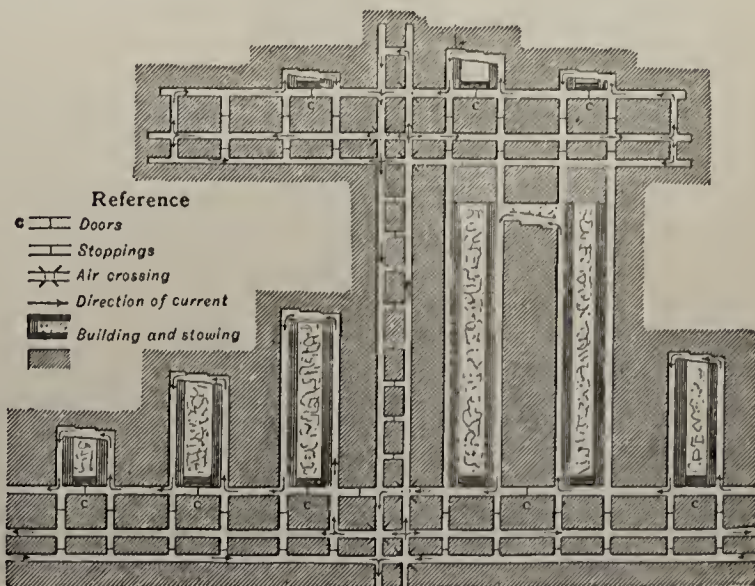 C C C
Reference
C Doors
Stoppings
Air crossing
Direction of current
Building and stowing
C C C C